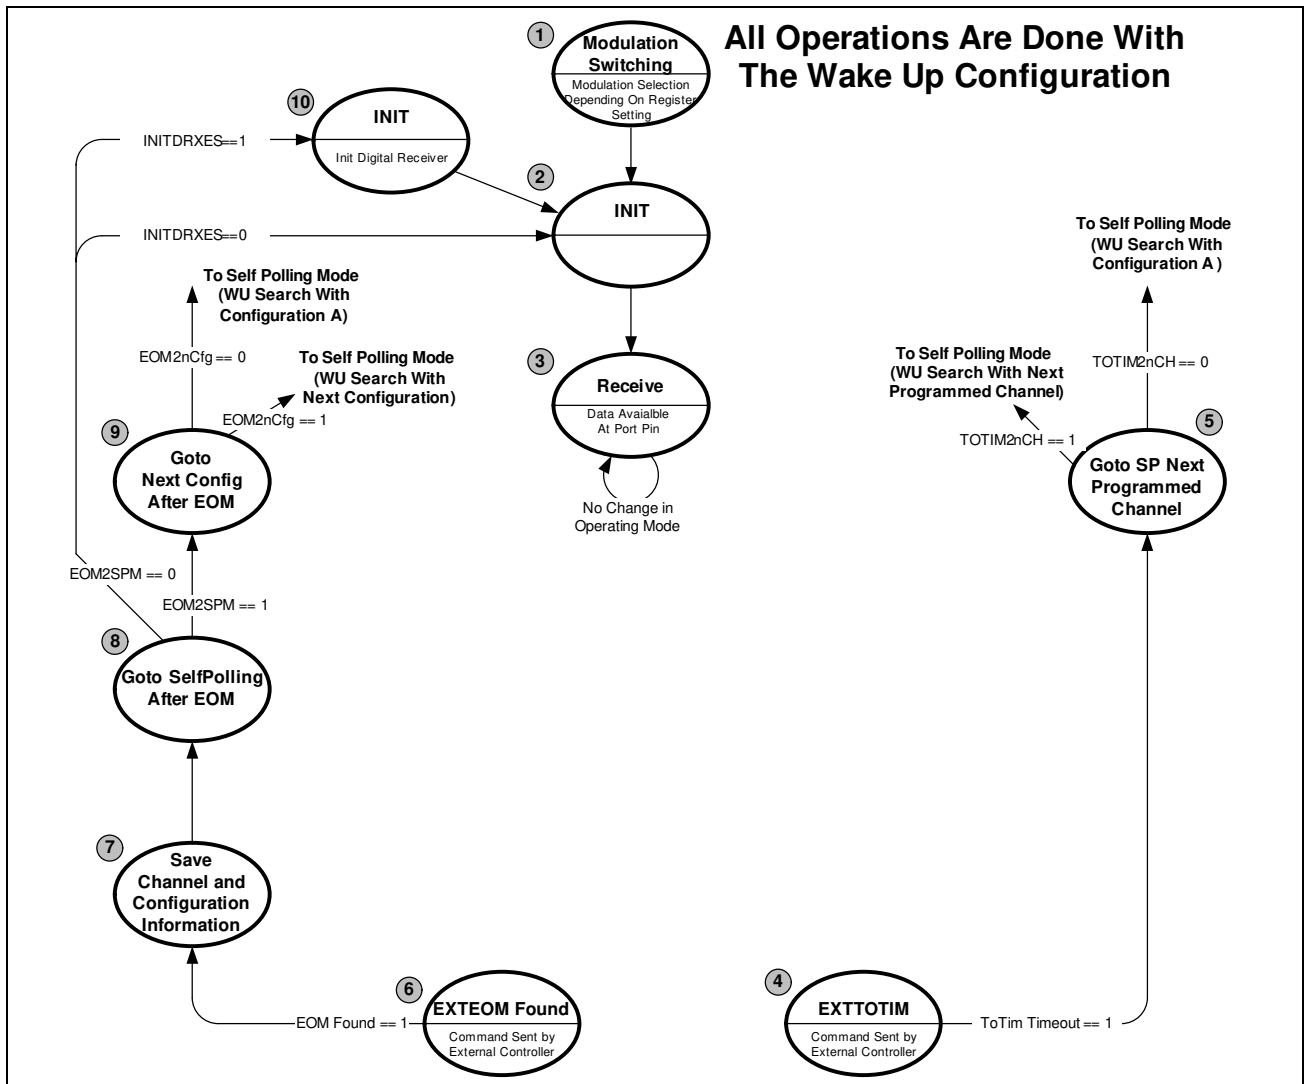 All Operations Are Done With
The Wake Up Configuration
1
Modulation
Switching
Modulation Selection
Depending On Register
Setting
10
INIT
Init Digital Receiver
INITDRXES==1
2
INIT
INITDRXES==0
To Self Polling Mode
(WU Search With
Configuration A)
EOM2nCfg == 0
To Self Polling Mode
(WU Search With
Next Configuration)
EOM2nCfg == 1
3
Receive
Data Avaialble
At Port Pin
No Change in
Operating Mode
To Self Polling Mode
(WU Search With
Configuration A )
TOTIM2nCH == 0
To Self Polling Mode
(WU Search With Next
Programmed Channel)
TOTIM2nCH == 1
5
Goto SP Next
Programmed
Channel
9
Goto
Next Config
After EOM
EOM2SPM == 0
EOM2SPM == 1
8
Goto SelfPolling
After EOM
7
Save
Channel and
Configuration
Information
6
EXTEOM Found
Command Sent by
External Controller
EOM Found == 1
4
EXTTOTIM
Command Sent by
External Controller
ToTim Timeout == 1